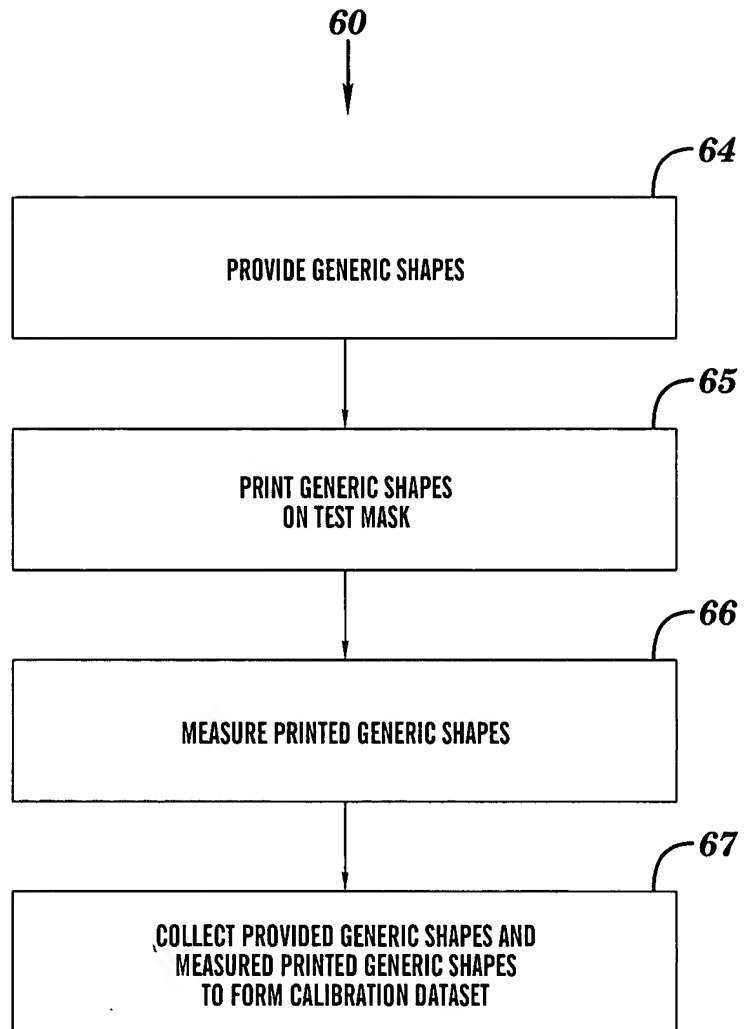 60
64
PROVIDE GENERIC SHAPES
65
PRINT GENERIC SHAPES
ON TEST MASK
66
MEASURE PRINTED GENERIC SHAPES
67
COLLECT PROVIDED GENERIC SHAPES AND
MEASURED PRINTED GENERIC SHAPES
TO FORM CALIBRATION DATASET